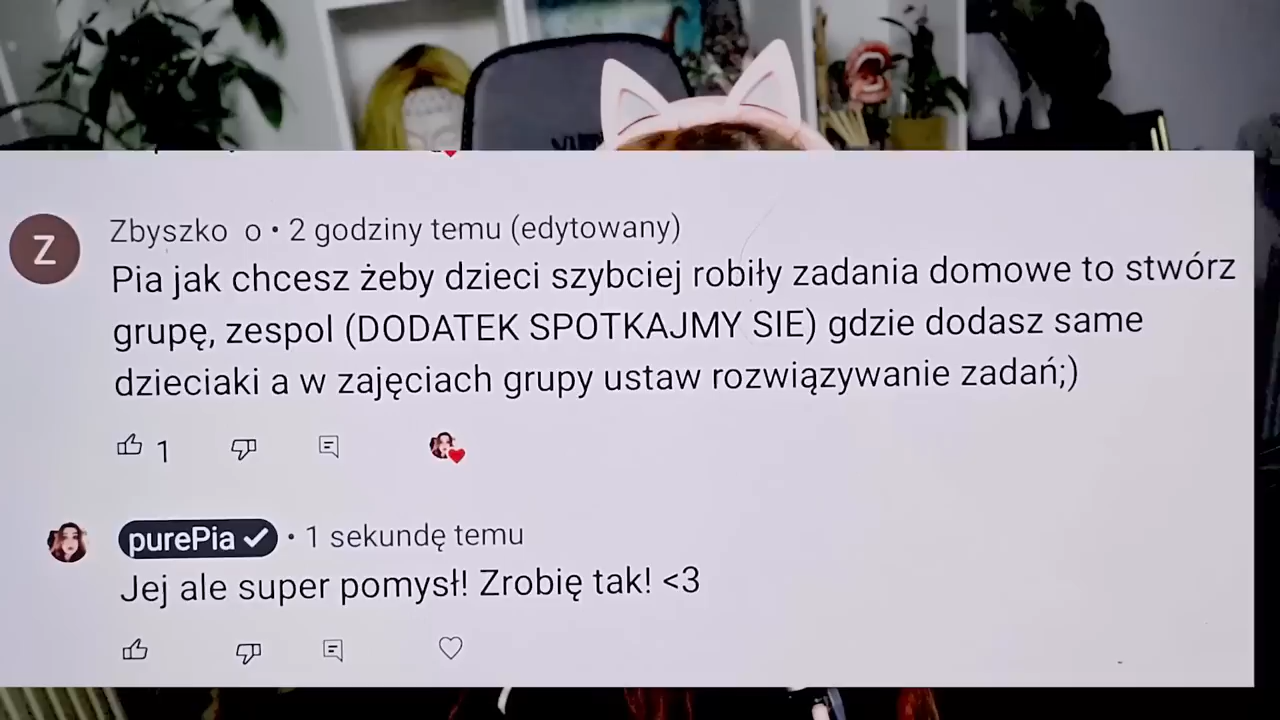 Z
Zbyszko o • 2 godziny temu (edytowany)
Pia jak chcesz żeby dzieci szybciej robiły zadania domowe to stwórz
grupę, zespol (DODATEK SPOTKAJMY SIE) gdzie dodasz same
dzieciaki a w zajęciach grupy ustaw rozwiązywanie zadań;)
1
purePia • 1 sekundę temu
Jej ale super pomysł! Zrobię tak! <3